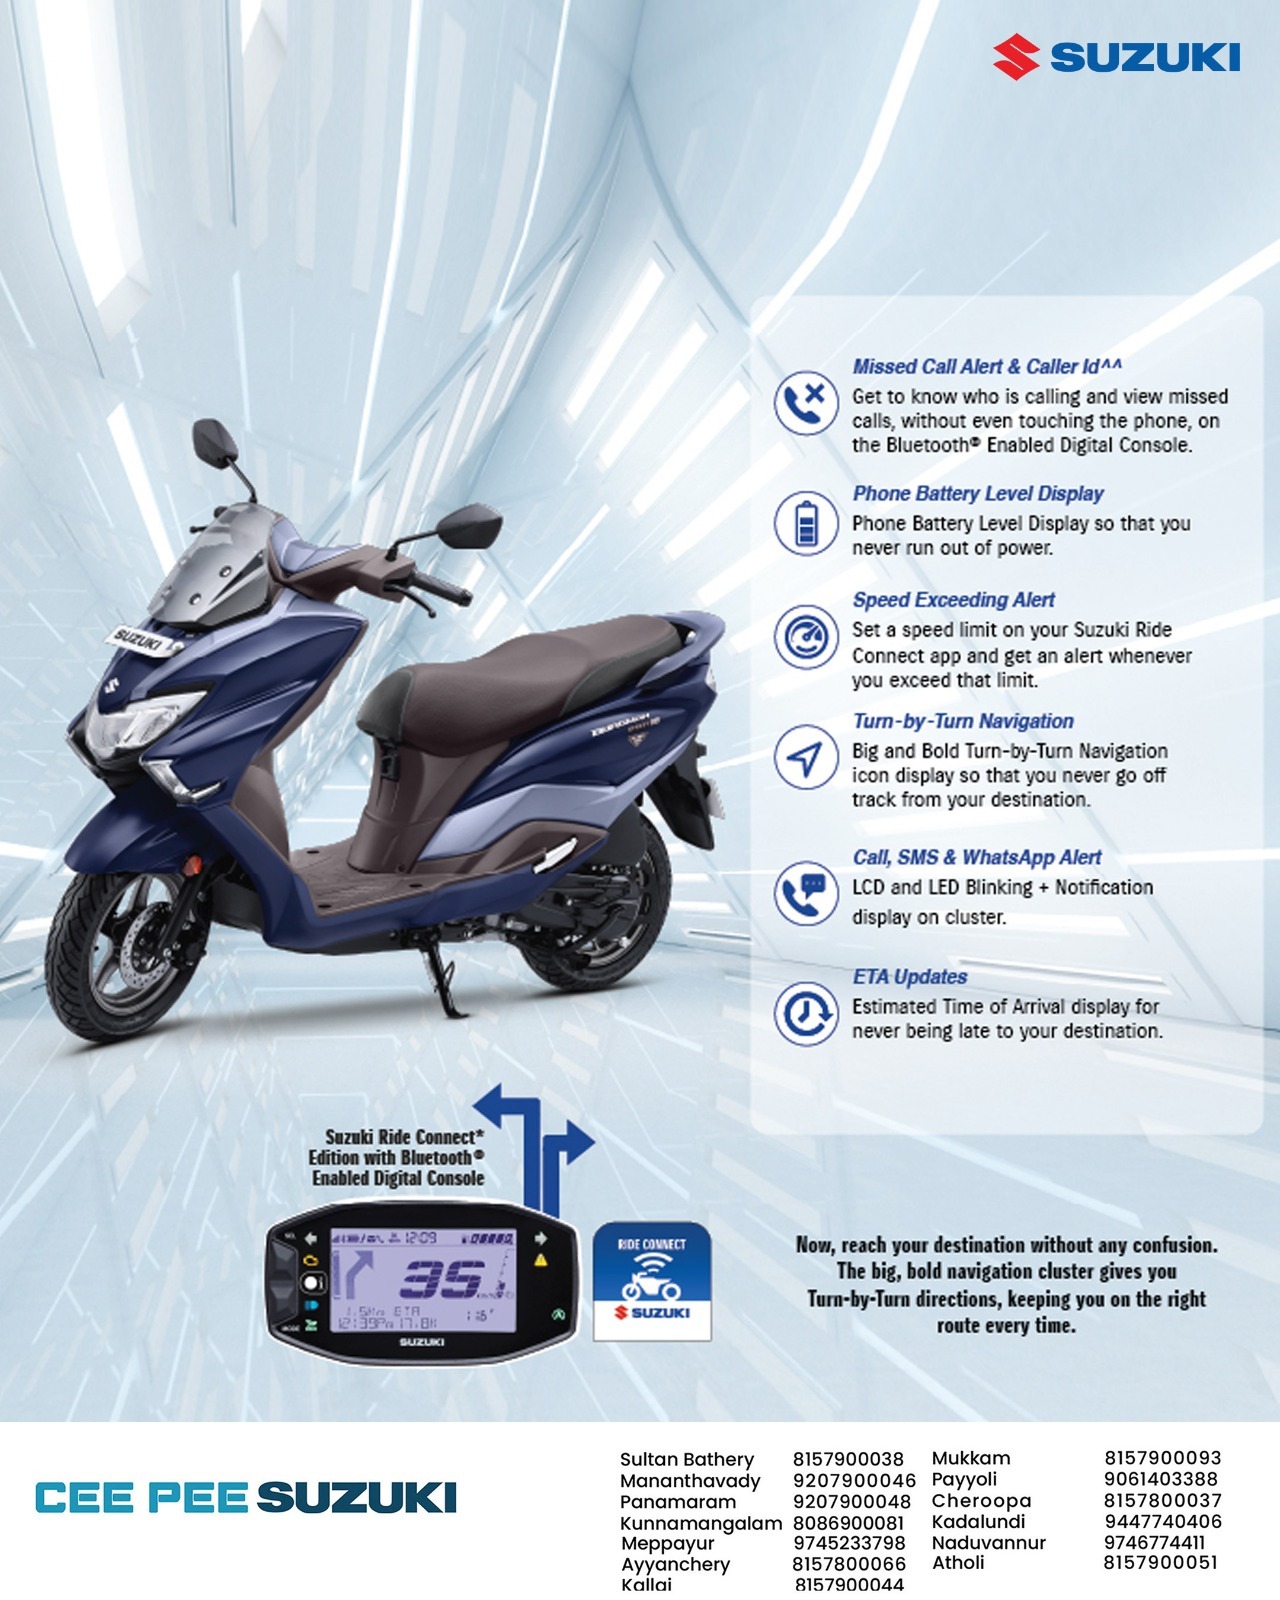 SUZUKI
Missed Call Alert & Caller Id^^
Get to know who is calling and view missed
calls, without even touching the phone, on
the Bluetooth® Enabled Digital Console.
Phone Battery Level Display
Phone Battery Level Display so that you
never run out of power.
Speed Exceeding Alert
Set a speed limit on your Suzuki Ride
Connect app and get an alert whenever
you exceed that limit.
Turn-by-Turn Navigation
Big and Bold Turn-by-Turn Navigation
icon display so that you never go off
track from your destination.
Call, SMS & WhatsApp Alert
LCD and LED Blinking + Notification
display on cluster.
ETA Updates
Estimated Time of Arrival display for
never being late to your destination.
SUZUKI
BURGMAN
Suzuki Ride Connect*
Edition with Bluetooth®
Enabled Digital Console
SEL
12:09
35
1.5Km ETA
MODE
SUZUKI
RIDE CONNECT
SUZUKI
Now, reach your destination without any confusion.
The big, bold navigation cluster gives you
Turn-by-Turn directions, keeping you on the right
route every time.
CEE PEE SUZUKI
Sultan Bathery 8157900038
Mananthavady 9207900046
Panamaram 9207900048
Kunnamangalam 8086900081
Meppayur 9745233798
Ayyanchery 8157800066
Kallai 8157900044
Mukkam 8157900093
Payyoli 9061403388
Cheroopa 8157800037
Kadalundi 9447740406
Naduvannur 9746774411
Atholi 8157900051